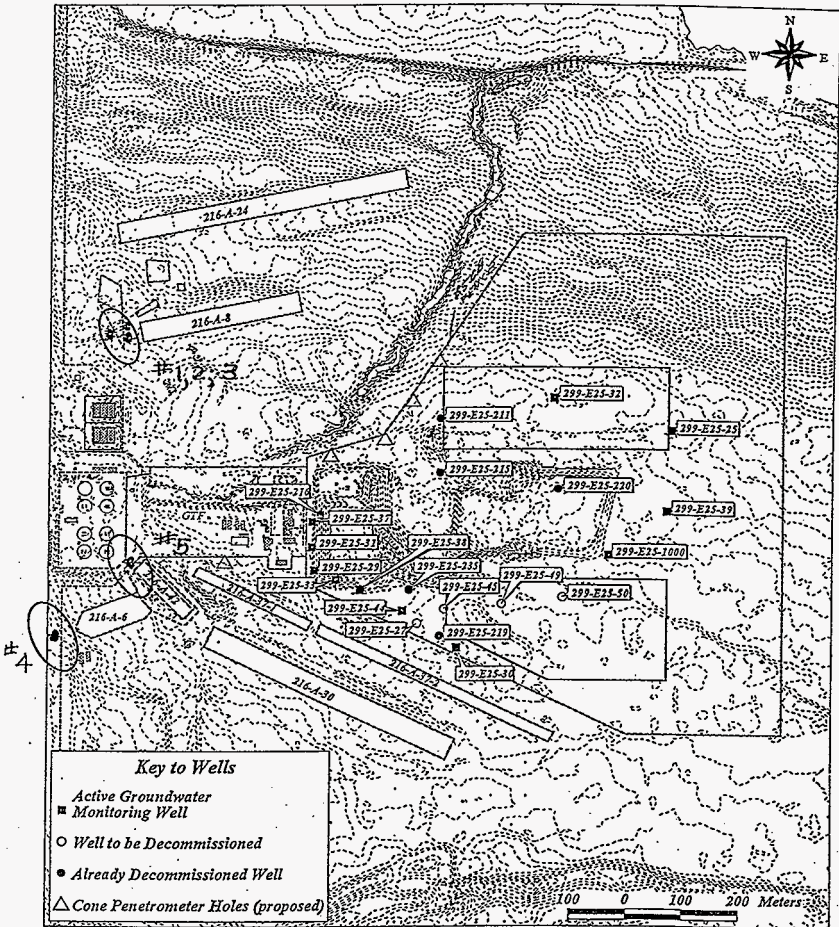 N
W E
S
216-A-24
216-A-8
#1,2,3
299-E25-32
299-E25-211
299-E25-25
299-E25-215
299-E25-220
299-E25-216
299-E25-39
GTF
299-E25-37
#5
299-E25-31
299-E25-38
299-E25-1000
299-E25-29
299-E25-235
299-E25-49
299-E25-35
299-E25-45
299-E25-50
299-E25-44
216-A-6
299-E25-27
299-E25-219
#4
216-A-37-2
299-E25-30
216-A-30
Key to Wells
Active Groundwater
Monitoring Well
Well to be Decommissioned
Already Decommissioned Well
Cone Penetrometer Holes (proposed)
100 0 100 200 Meters